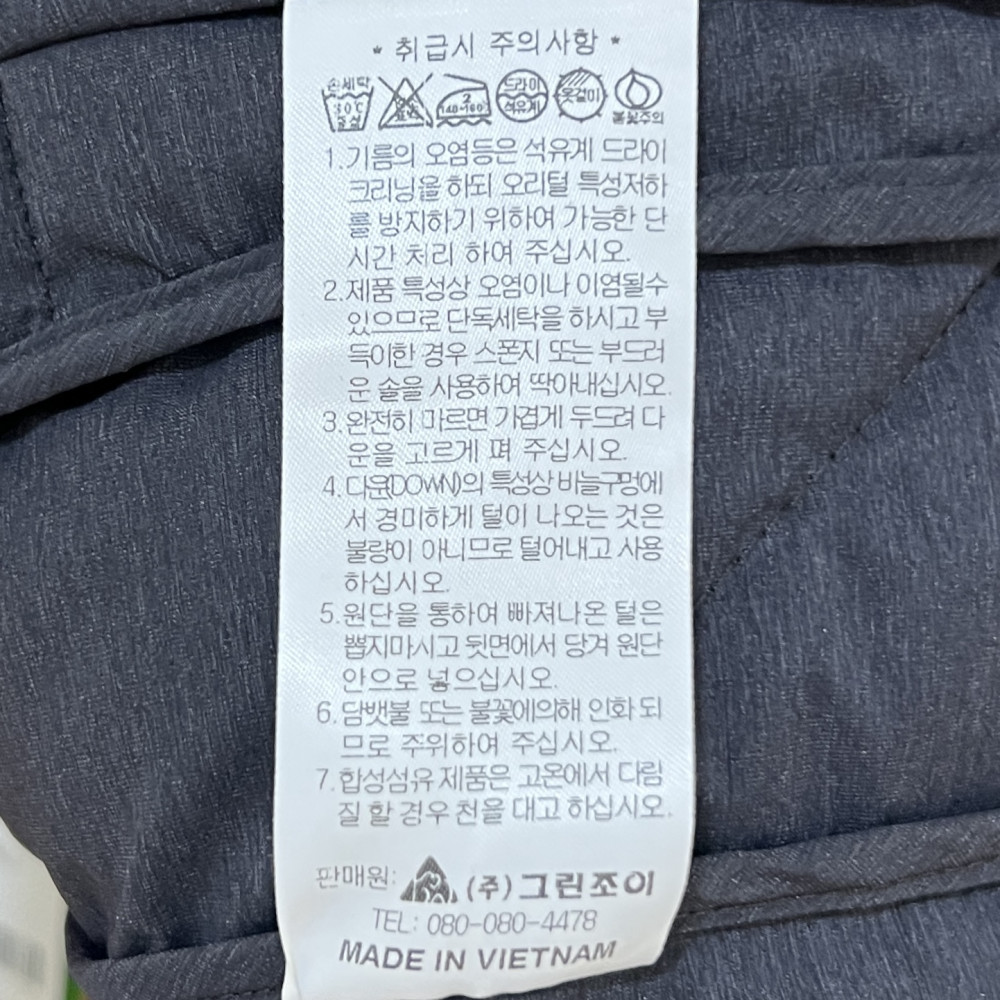 * 취급시 주의사항 *
손세탁
30℃
중성
표백
2
140~160℃
드라이
석유계
옷걸이
불꽃주의
1.기름의 오염등은 석유계 드라이
크리닝을 하되 오리털 특성저하
를 방지하기 위하여 가능한 단
시간 처리 하여 주십시오.
2.제품 특성상 오염이나 이염될수
있으므로 단독세탁을 하시고 부
득이한 경우 스폰지 또는 부드러
운 솔을 사용하여 딱아내십시오.
3.완전히 마르면 가겹게 두드려 다
운을 고르게 펴 주십시오.
4.다운(DOWN)의 특성상 바늘구멍에
서 경미하게 털이 나오는 것은
불량이 아니므로 털어내고 사용
하십시오.
5.원단을 통하여 빠져나온 털은
뽑지마시고 뒷면에서 당겨 원단
안으로 넣으십시오.
6.담뱃불 또는 불꽃에의해 인화 되
므로 주위하여 주십시오.
7.합성섬유 제품은 고온에서 다림
질 할 경우 천을 대고 하십시오.
판매원: (주)그린조이
TEL: 080-080-4478
MADE IN VIETNAM